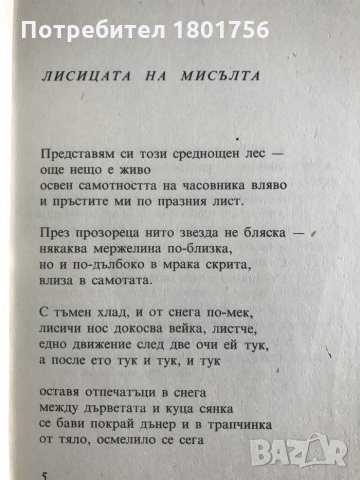 Потребител 1801756
ЛИСИЦАТА НА МИСЪЛТА
Представям си този среднощен лес —
още нещо е живо
освен самотността на часовника вляво
и пръстите ми по празния лист.
През прозореца нито звезда не бляска —
някаква мержелина по-близка,
но и по-дълбоко в мрака скрита,
влиза в самотата.
С тъмен хлад, и от снега по-мек,
лисичи нос докосва вейка, листче,
едно движение след две очи ей тук,
а после ето тук и тук, и тук
оставя отпечатъци в снега
между дърветата и куца сянка
се бави покрай дънер и в трапчинка
от тяло, осмелило се сега
5
BAZAR